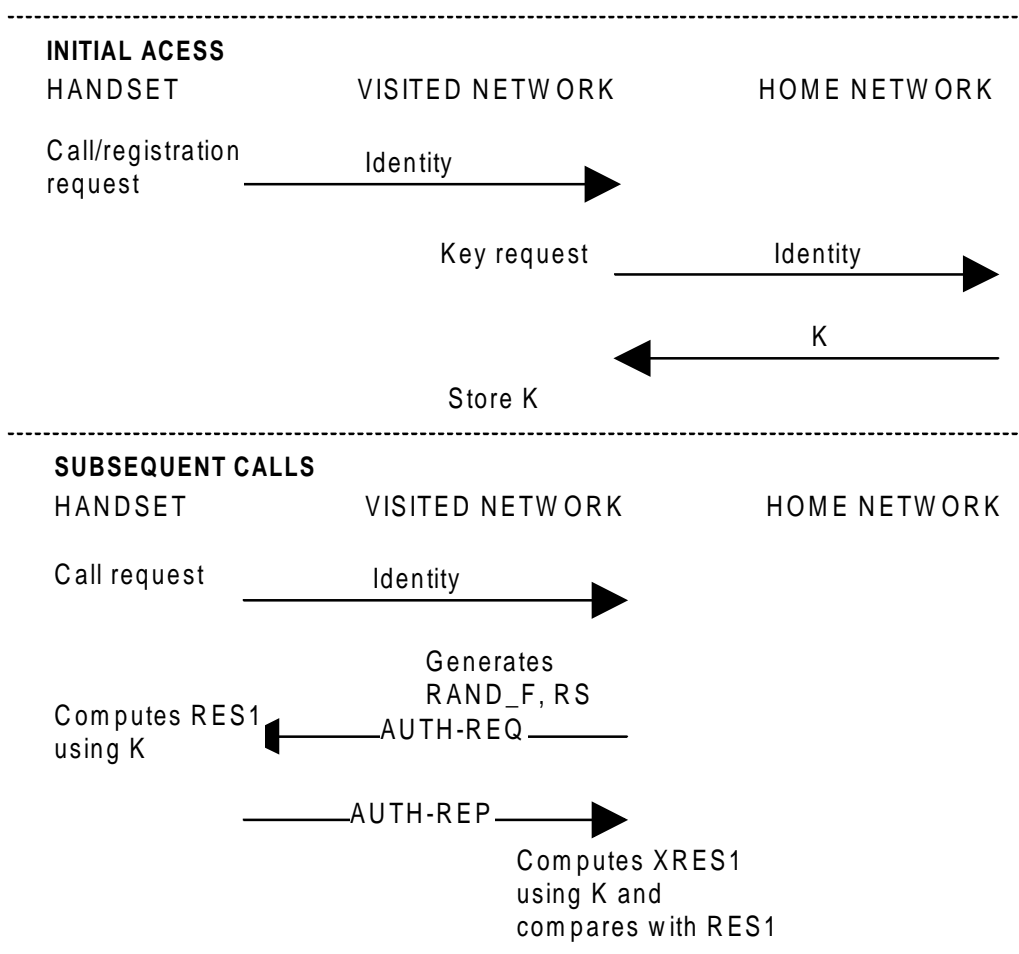 INITIAL ACESS
HANDSET VISITED NETWORK HOME NETWORK
Call/registration
request
Identity
Key request
Identity
K
Store K
SUBSEQUENT CALLS
HANDSET VISITED NETWORK HOME NETWORK
Call request
Identity
Generates
RAND_F, RS
Computes RES1
using K
AUTH-REQ
AUTH-REP
Computes XRES1
using K and
compares with RES1